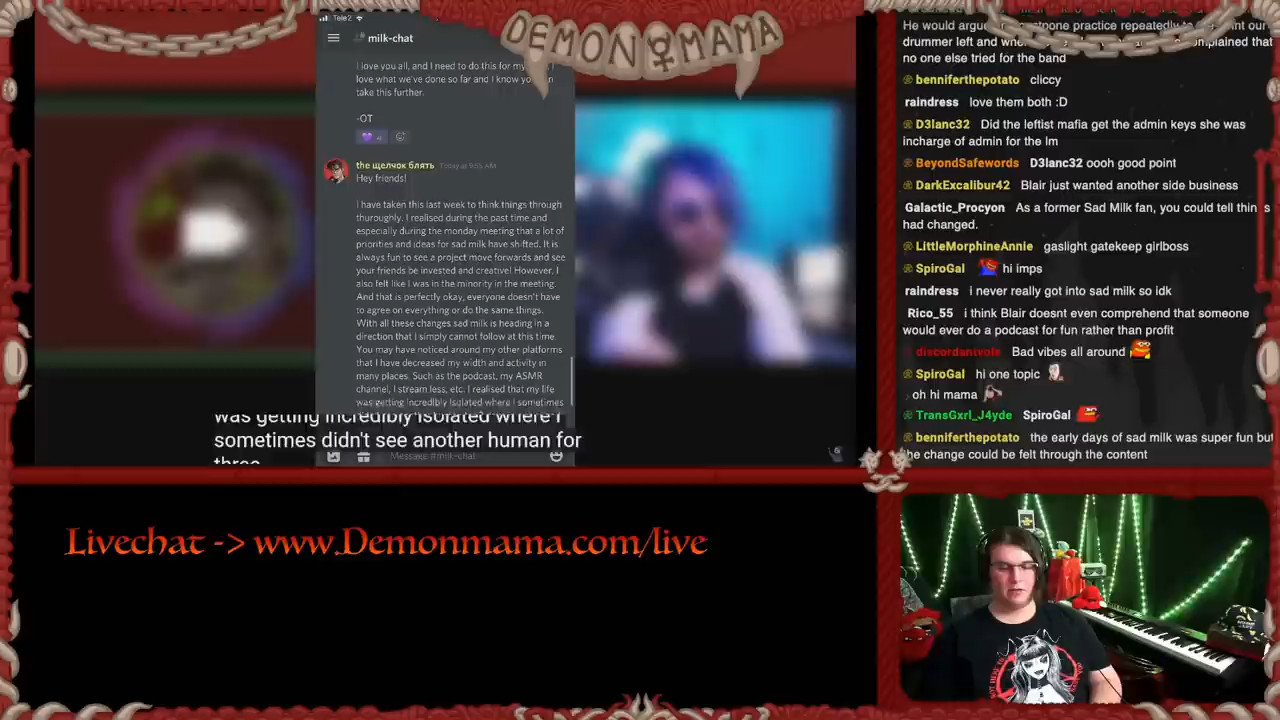 Tele2
DEMON MAMA
milk-chat
I love you all, and I need to do this for my
love what we've done so far and I know you
take this further.
-OT
the щелчок блять Today at 9:55 AM
Hey friends!
I have taken this last week to think things through
thuroughly. I realised during the past time and
especially during the monday meeting that a lot of
priorities and ideas for sad milk have shifted. It is
always fun to see a project move forwards and see
your friends be invested and creative! However, I
also felt like I was in the minority in the meeting.
And that is perfectly okay, everyone doesn't have
to agree on everything or do the same things.
With all these changes sad milk is heading in a
direction that I simply cannot follow at this time.
You may have noticed around my other platforms
that I have decreased my width and activity in
many places. Such as the podcast, my ASMR
channel, I stream less, etc. I realised that my life
was getting incredibly isolated where I sometimes
was getting incredibly isolated where I
sometimes didn't see another human for
three
Message #milk-chat
He would argue postpone practice repeatedly to our
drummer left and complained that
no one else tried for the band
benniferthepotato cliccy
raindress love them both :D
D3lanc32 Did the leftist mafia get the admin keys she was
incharge of admin for the lm
BeyondSafewords D3lanc32 oooh good point
DarkExcalibur42 Blair just wanted another side business
Galactic_Procyon As a former Sad Milk fan, you could tell things
had changed.
LittleMorphineAnnie gaslight gatekeep girlboss
SpiroGal hi imps
raindress i never really got into sad milk so idk
Rico_55 i think Blair doesnt even comprehend that someone
would ever do a podcast for fun rather than profit
discordanivole Bad vibes all around
SpiroGal hi one topic
oh hi mama
TransGxrl_J4yde SpiroGal
benniferthepotato the early days of sad milk was super fun but
he change could be felt through the content
Livechat -> www.Demonmama.com/live